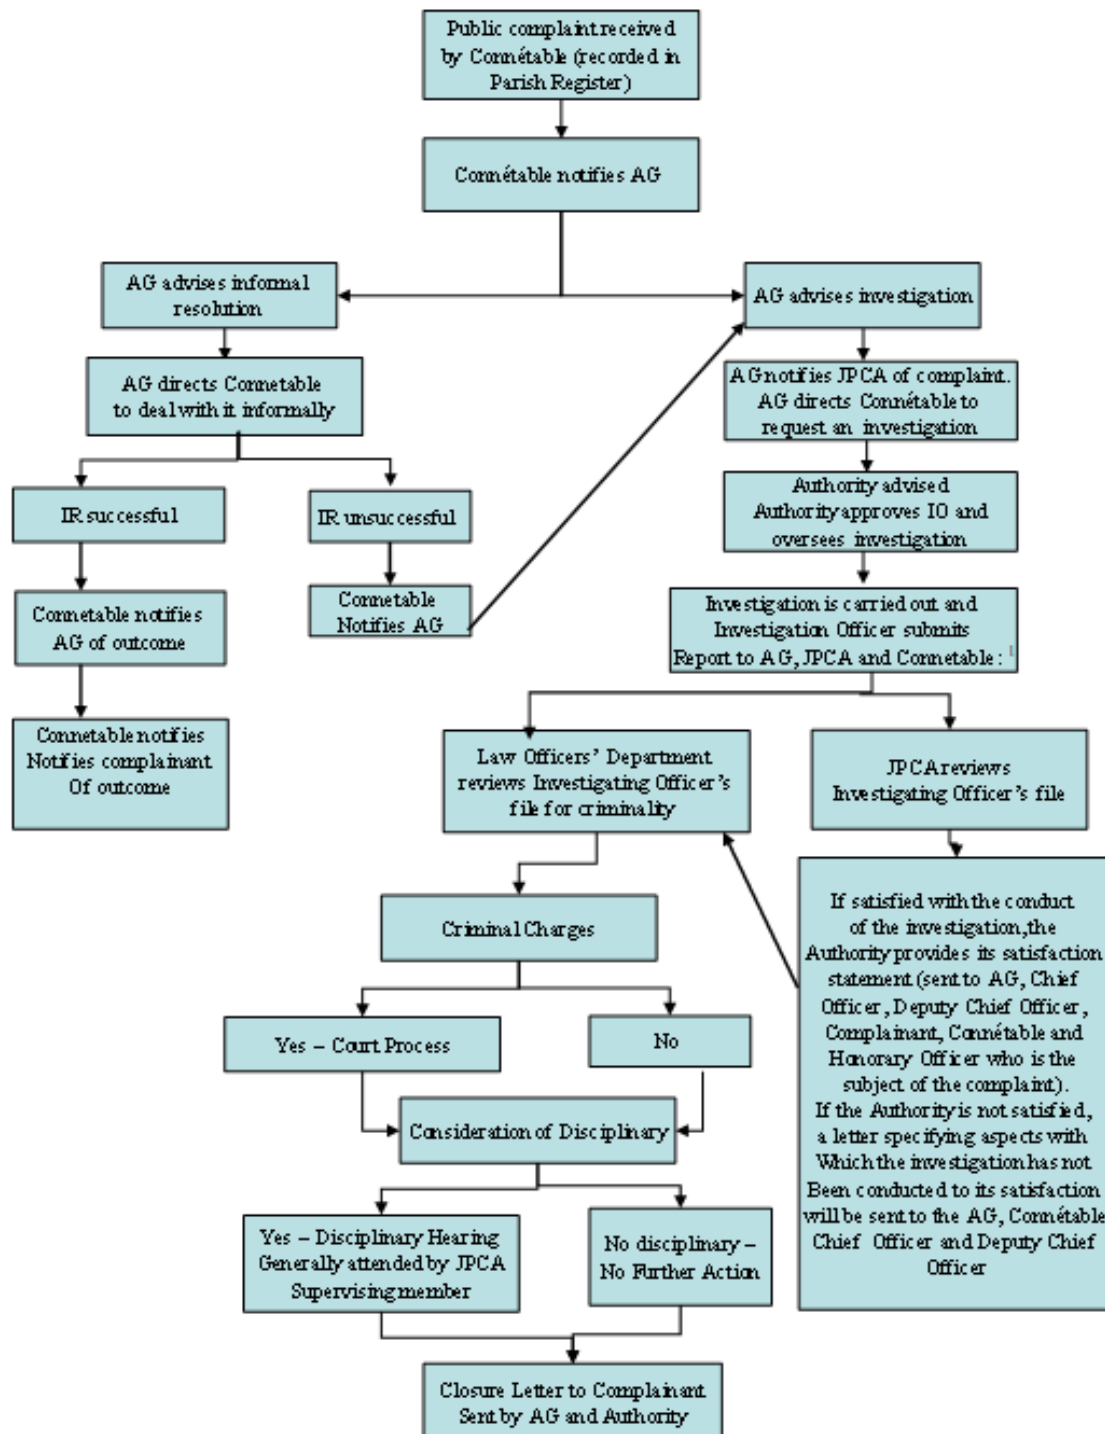 Public complaint received
by Connétable (recorded in
Parish Register)
Connétable notifies AG
AG advises informal
resolution
AG advises investigation
AG directs Connetable
to deal with it informally
AG notifies JPCA of complaint.
AG directs Connétable to
request an investigation
IR successful
IR unsuccessful
Authority advised
Authority approves IO and
oversees investigation
Connetable notifies
AG of outcome
Connetable
Notifies AG
Investigation is carried out and
Investigation Officer submits
Report to AG, JPCA and Connetable : 1
Connetable notifies
Notifies complainant
Of outcome
Law Officers’ Department
reviews Investigating Officer’s
file for criminality
JPCA reviews
Investigating Officer’s file
If satisfied with the conduct
of the investigation, the
Authority provides its satisfaction
statement (sent to AG, Chief
Officer, Deputy Chief Officer,
Complainant, Connétable and
Honorary Officer who is the
subject of the complaint).
If the Authority is not satisfied,
a letter specifying aspects with
Which the investigation has not
Been conducted to its satisfaction
will be sent to the AG, Connétable
Chief Officer and Deputy Chief
Officer
Criminal Charges
Yes – Court Process
No
Consideration of Disciplinary
Yes – Disciplinary Hearing
Generally attended by JPCA
Supervising member
No disciplinary –
No Further Action
Closure Letter to Complainant
Sent by AG and Authority